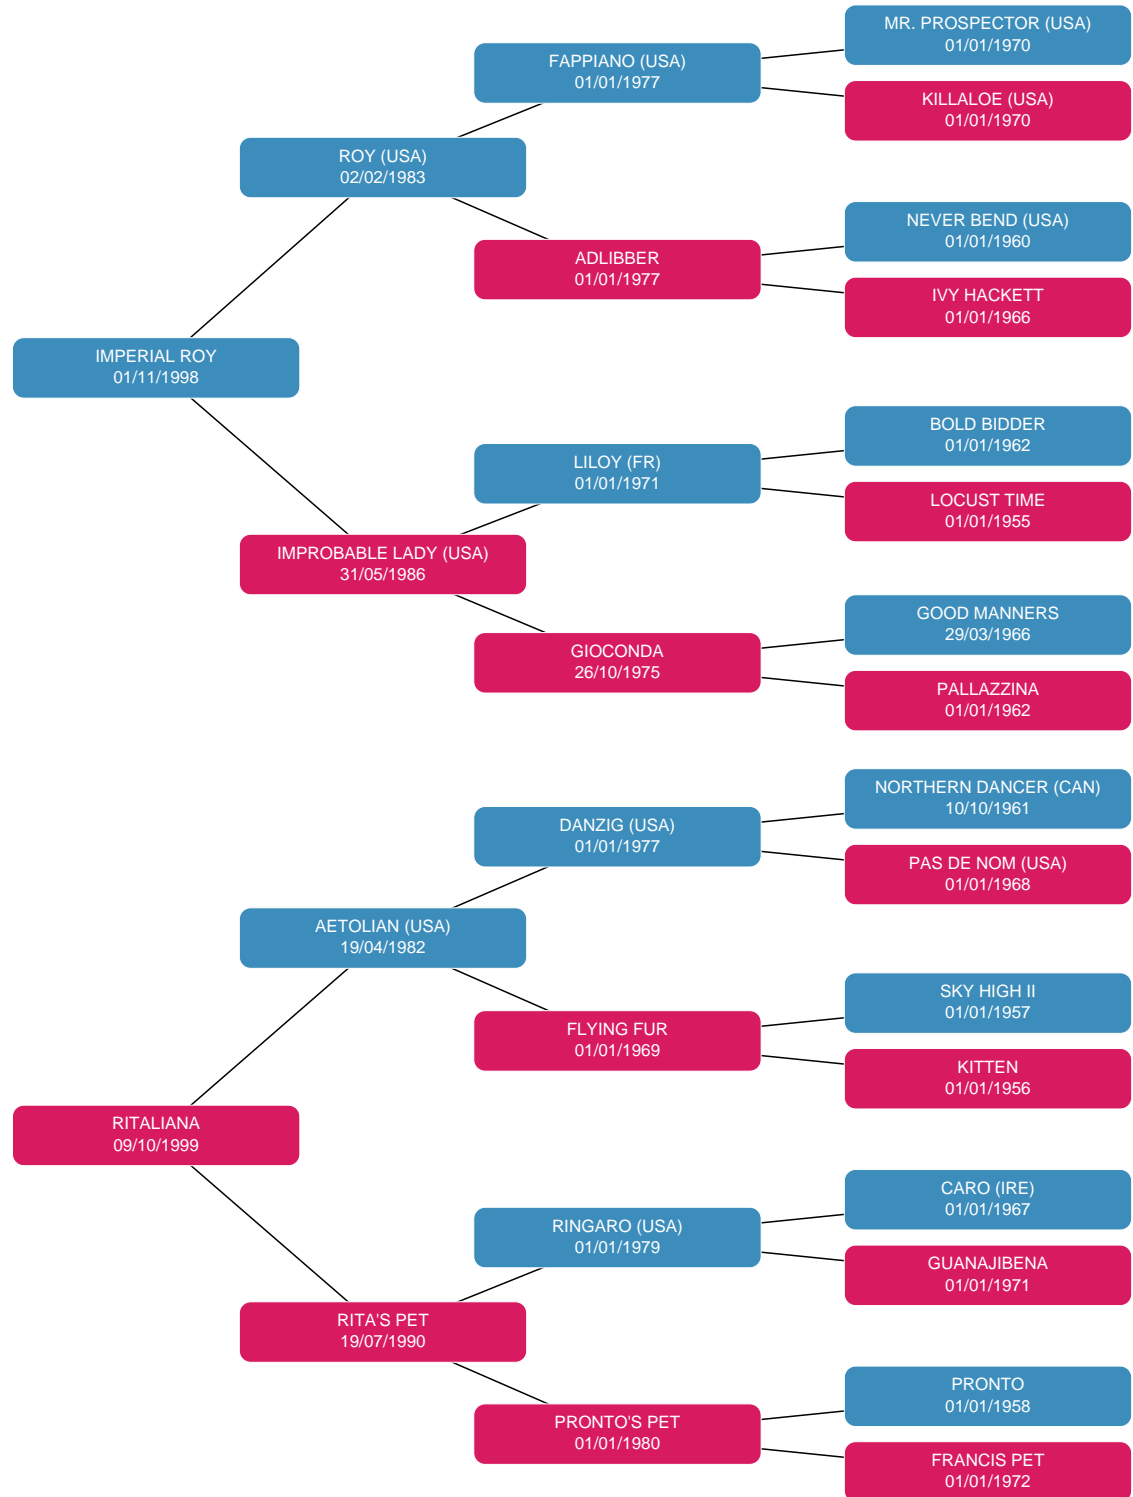 MR. PROSPECTOR (USA)
01/01/1970
FAPPIANO (USA)
01/01/1977
KILLALOE (USA)
01/01/1970
ROY (USA)
02/02/1983
NEVER BEND (USA)
01/01/1960
ADLIBBER
01/01/1977
IVY HACKETT
01/01/1966
IMPERIAL ROY
01/11/1998
BOLD BIDDER
01/01/1962
LILOY (FR)
01/01/1971
LOCUST TIME
01/01/1955
IMPROBABLE LADY (USA)
31/05/1986
GOOD MANNERS
29/03/1966
GIOCONDA
26/10/1975
PALLAZZINA
01/01/1962
NORTHERN DANCER (CAN)
10/10/1961
DANZIG (USA)
01/01/1977
PAS DE NOM (USA)
01/01/1968
AETOLIAN (USA)
19/04/1982
SKY HIGH II
01/01/1957
FLYING FUR
01/01/1969
KITTEN
01/01/1956
RITALIANA
09/10/1999
CARO (IRE)
01/01/1967
RINGARO (USA)
01/01/1979
GUANAJIBENA
01/01/1971
RITA'S PET
19/07/1990
PRONTO
01/01/1958
PRONTO'S PET
01/01/1980
FRANCIS PET
01/01/1972